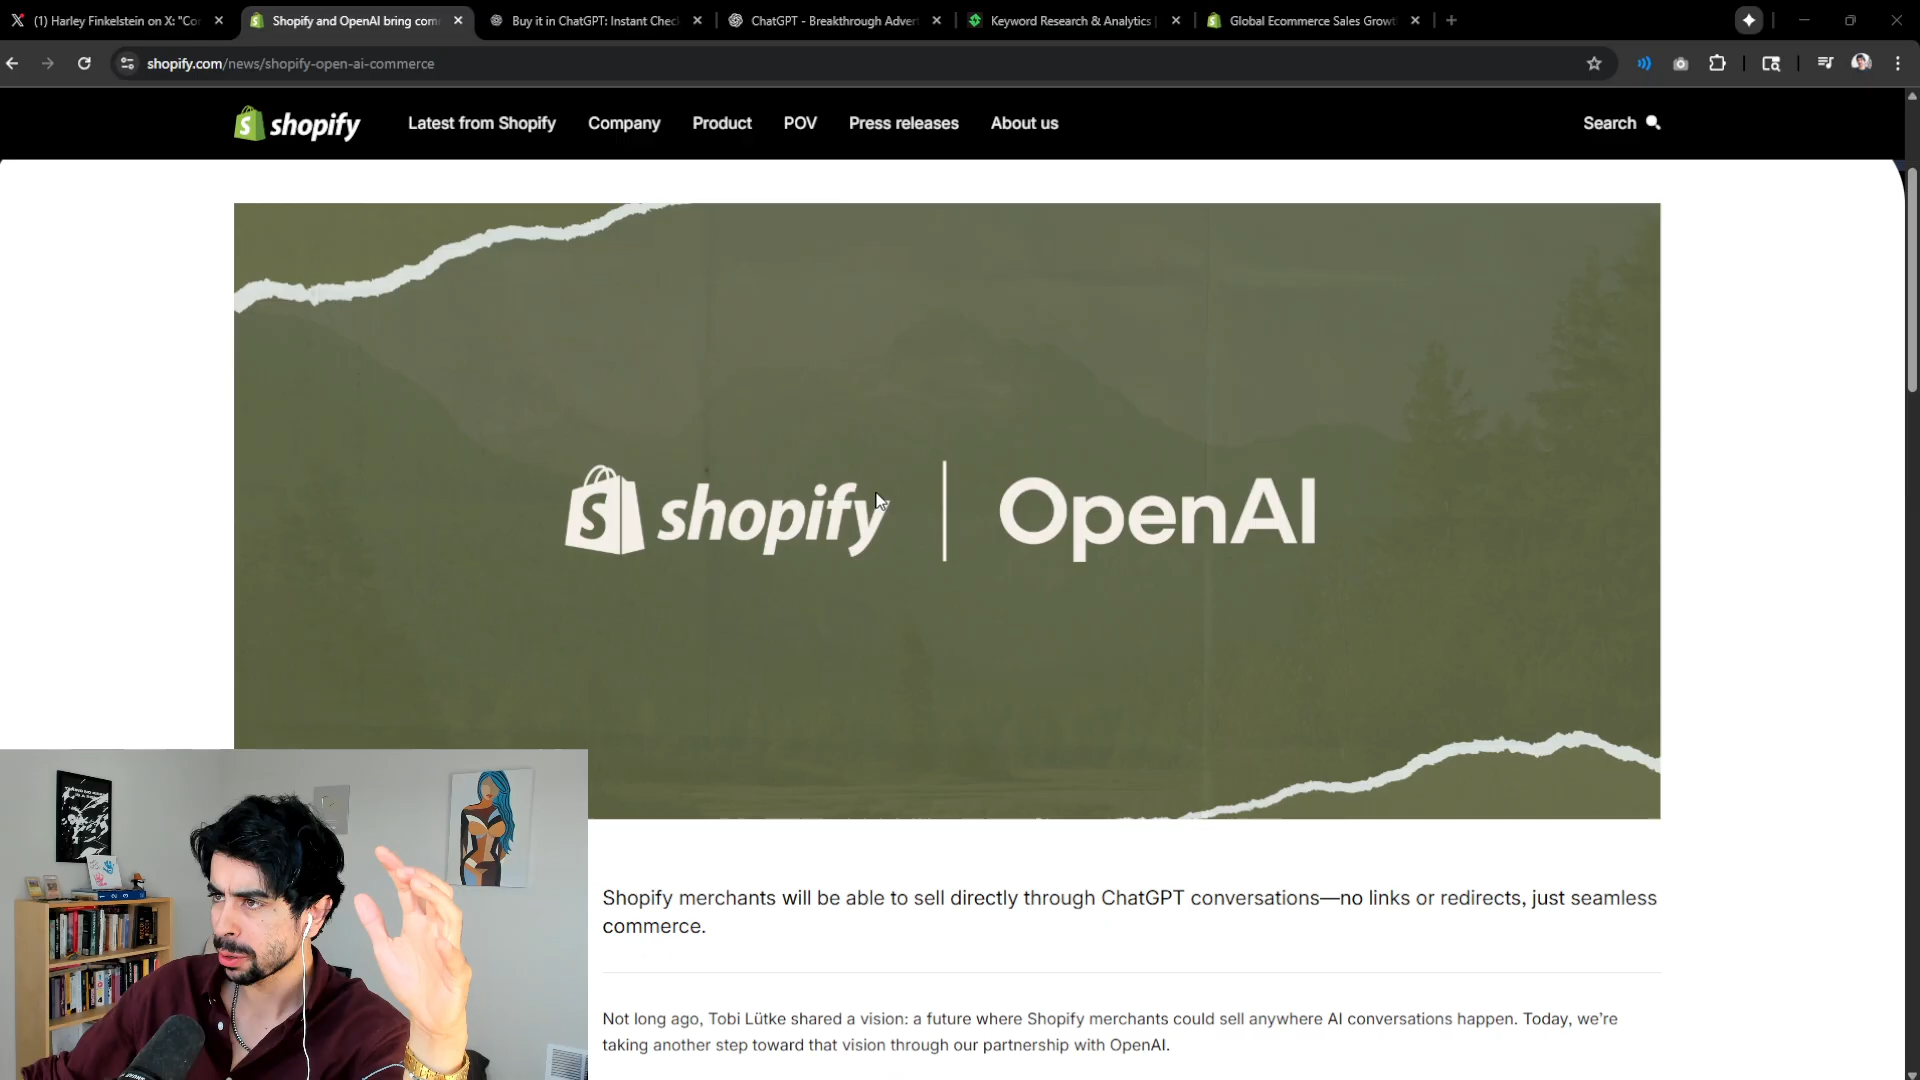 (1) Harley Finkelstein on X: "Co
Shopify and OpenAI bring com
Buy it in ChatGPT: Instant Chec
ChatGPT - Breakthrough Adver
Keyword Research & Analytics
Global Ecommerce Sales Growt
shopify.com/news/shopify-open-ai-commerce
shopify
Latest from Shopify
Company
Product
POV
Press releases
About us
Search
shopify | OpenAI
Shopify merchants will be able to sell directly through ChatGPT conversations—no links or redirects, just seamless
commerce.
Not long ago, Tobi Lütke shared a vision: a future where Shopify merchants could sell anywhere AI conversations happen. Today, we're
taking another step toward that vision through our partnership with OpenAI.